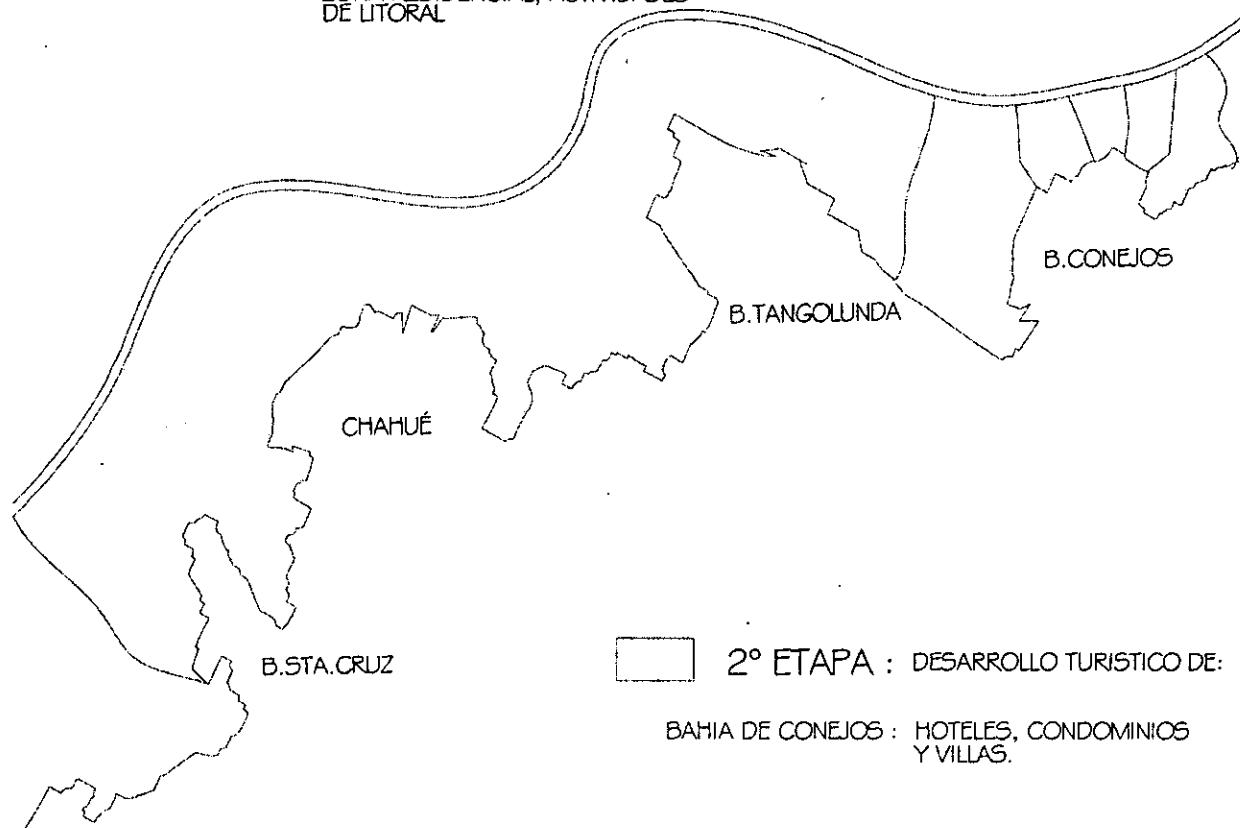 DE LITORAL
B.CONEJOS
B.TANGOLUNDA
CHAHUÉ
B.STA.CRUZ
2° ETAPA : DESARROLLO TURISTICO DE:
BAHIA DE CONEJOS : HOTELES, CONDOMINIOS
Y VILLAS.